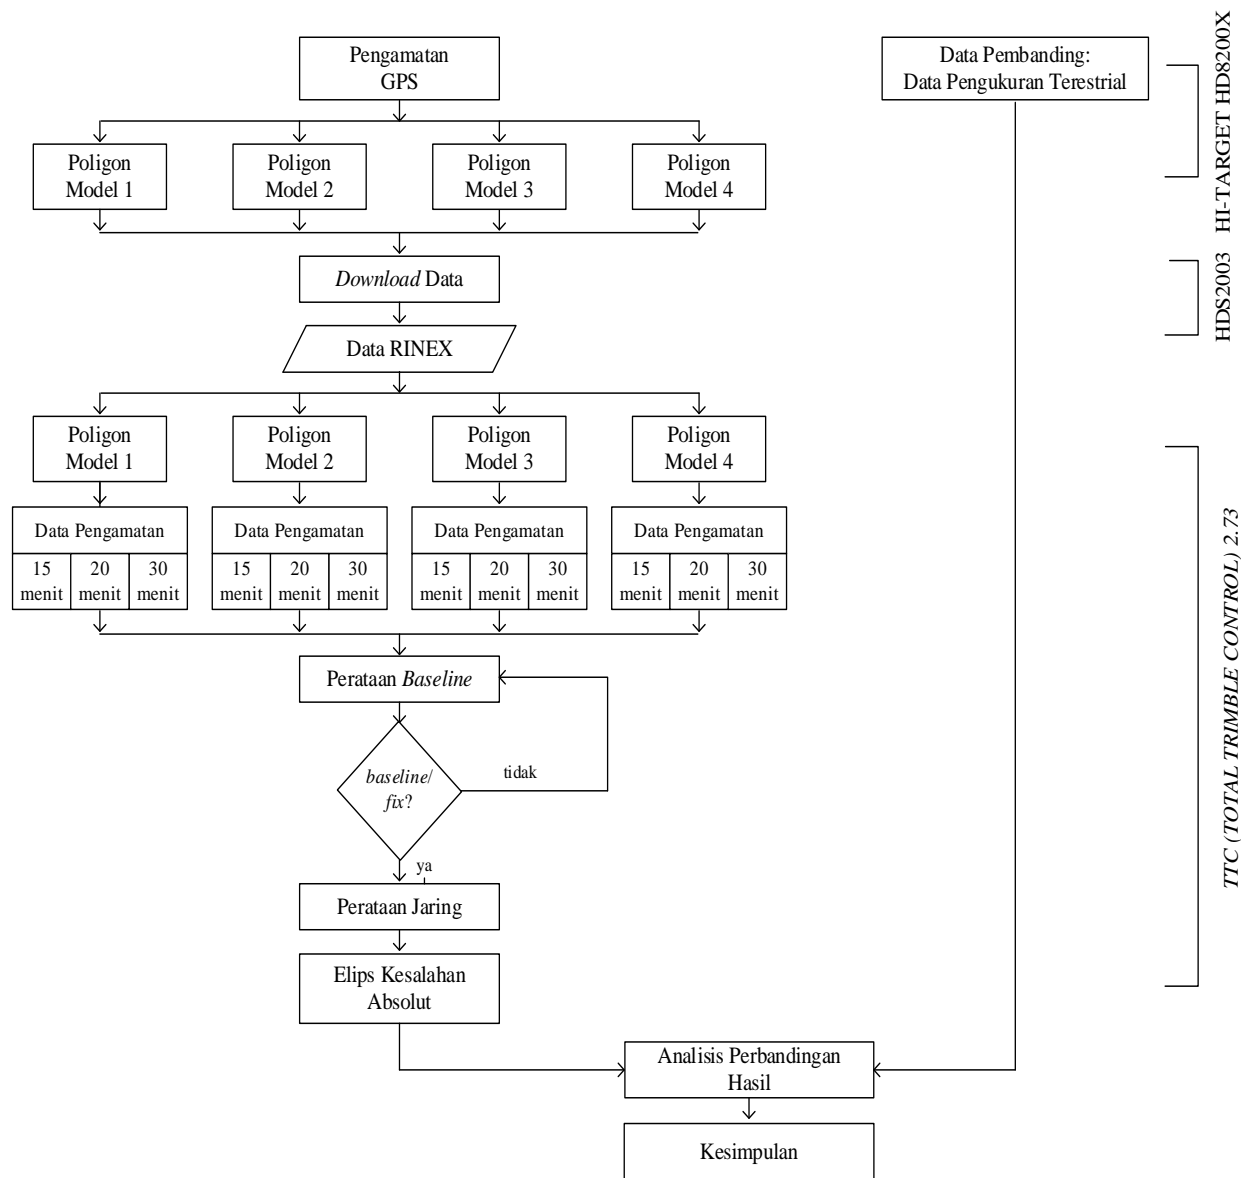 Pengamatan
GPS
Data Pembanding:
Data Pengukuran Terestrial
HI-TARGET HD8200X
Poligon
Model 1
Poligon
Model 2
Poligon
Model 3
Poligon
Model 4
Download Data
HDS2003
Data RINEX
Poligon
Model 1
Poligon
Model 2
Poligon
Model 3
Poligon
Model 4
Data Pengamatan
15
menit
20
menit
30
menit
Data Pengamatan
15
menit
20
menit
30
menit
Data Pengamatan
15
menit
20
menit
30
menit
Data Pengamatan
15
menit
20
menit
30
menit
TTC (TOTAL TRIMBLE CONTROL) 2.73
Perataan Baseline
baseline/
fix?
tidak
ya
Perataan Jaring
Elips Kesalahan
Absolut
Analisis Perbandingan
Hasil
Kesimpulan